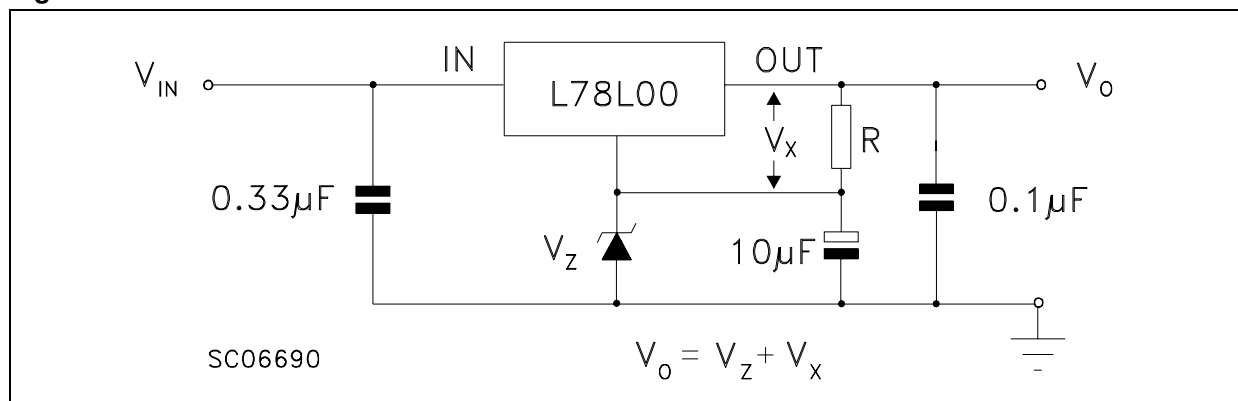 V_IN
IN
L78L00
OUT
V_O
V_X
R
0.33µF
0.1µF
V_Z
10µF
SC06690
V_O = V_Z + V_X